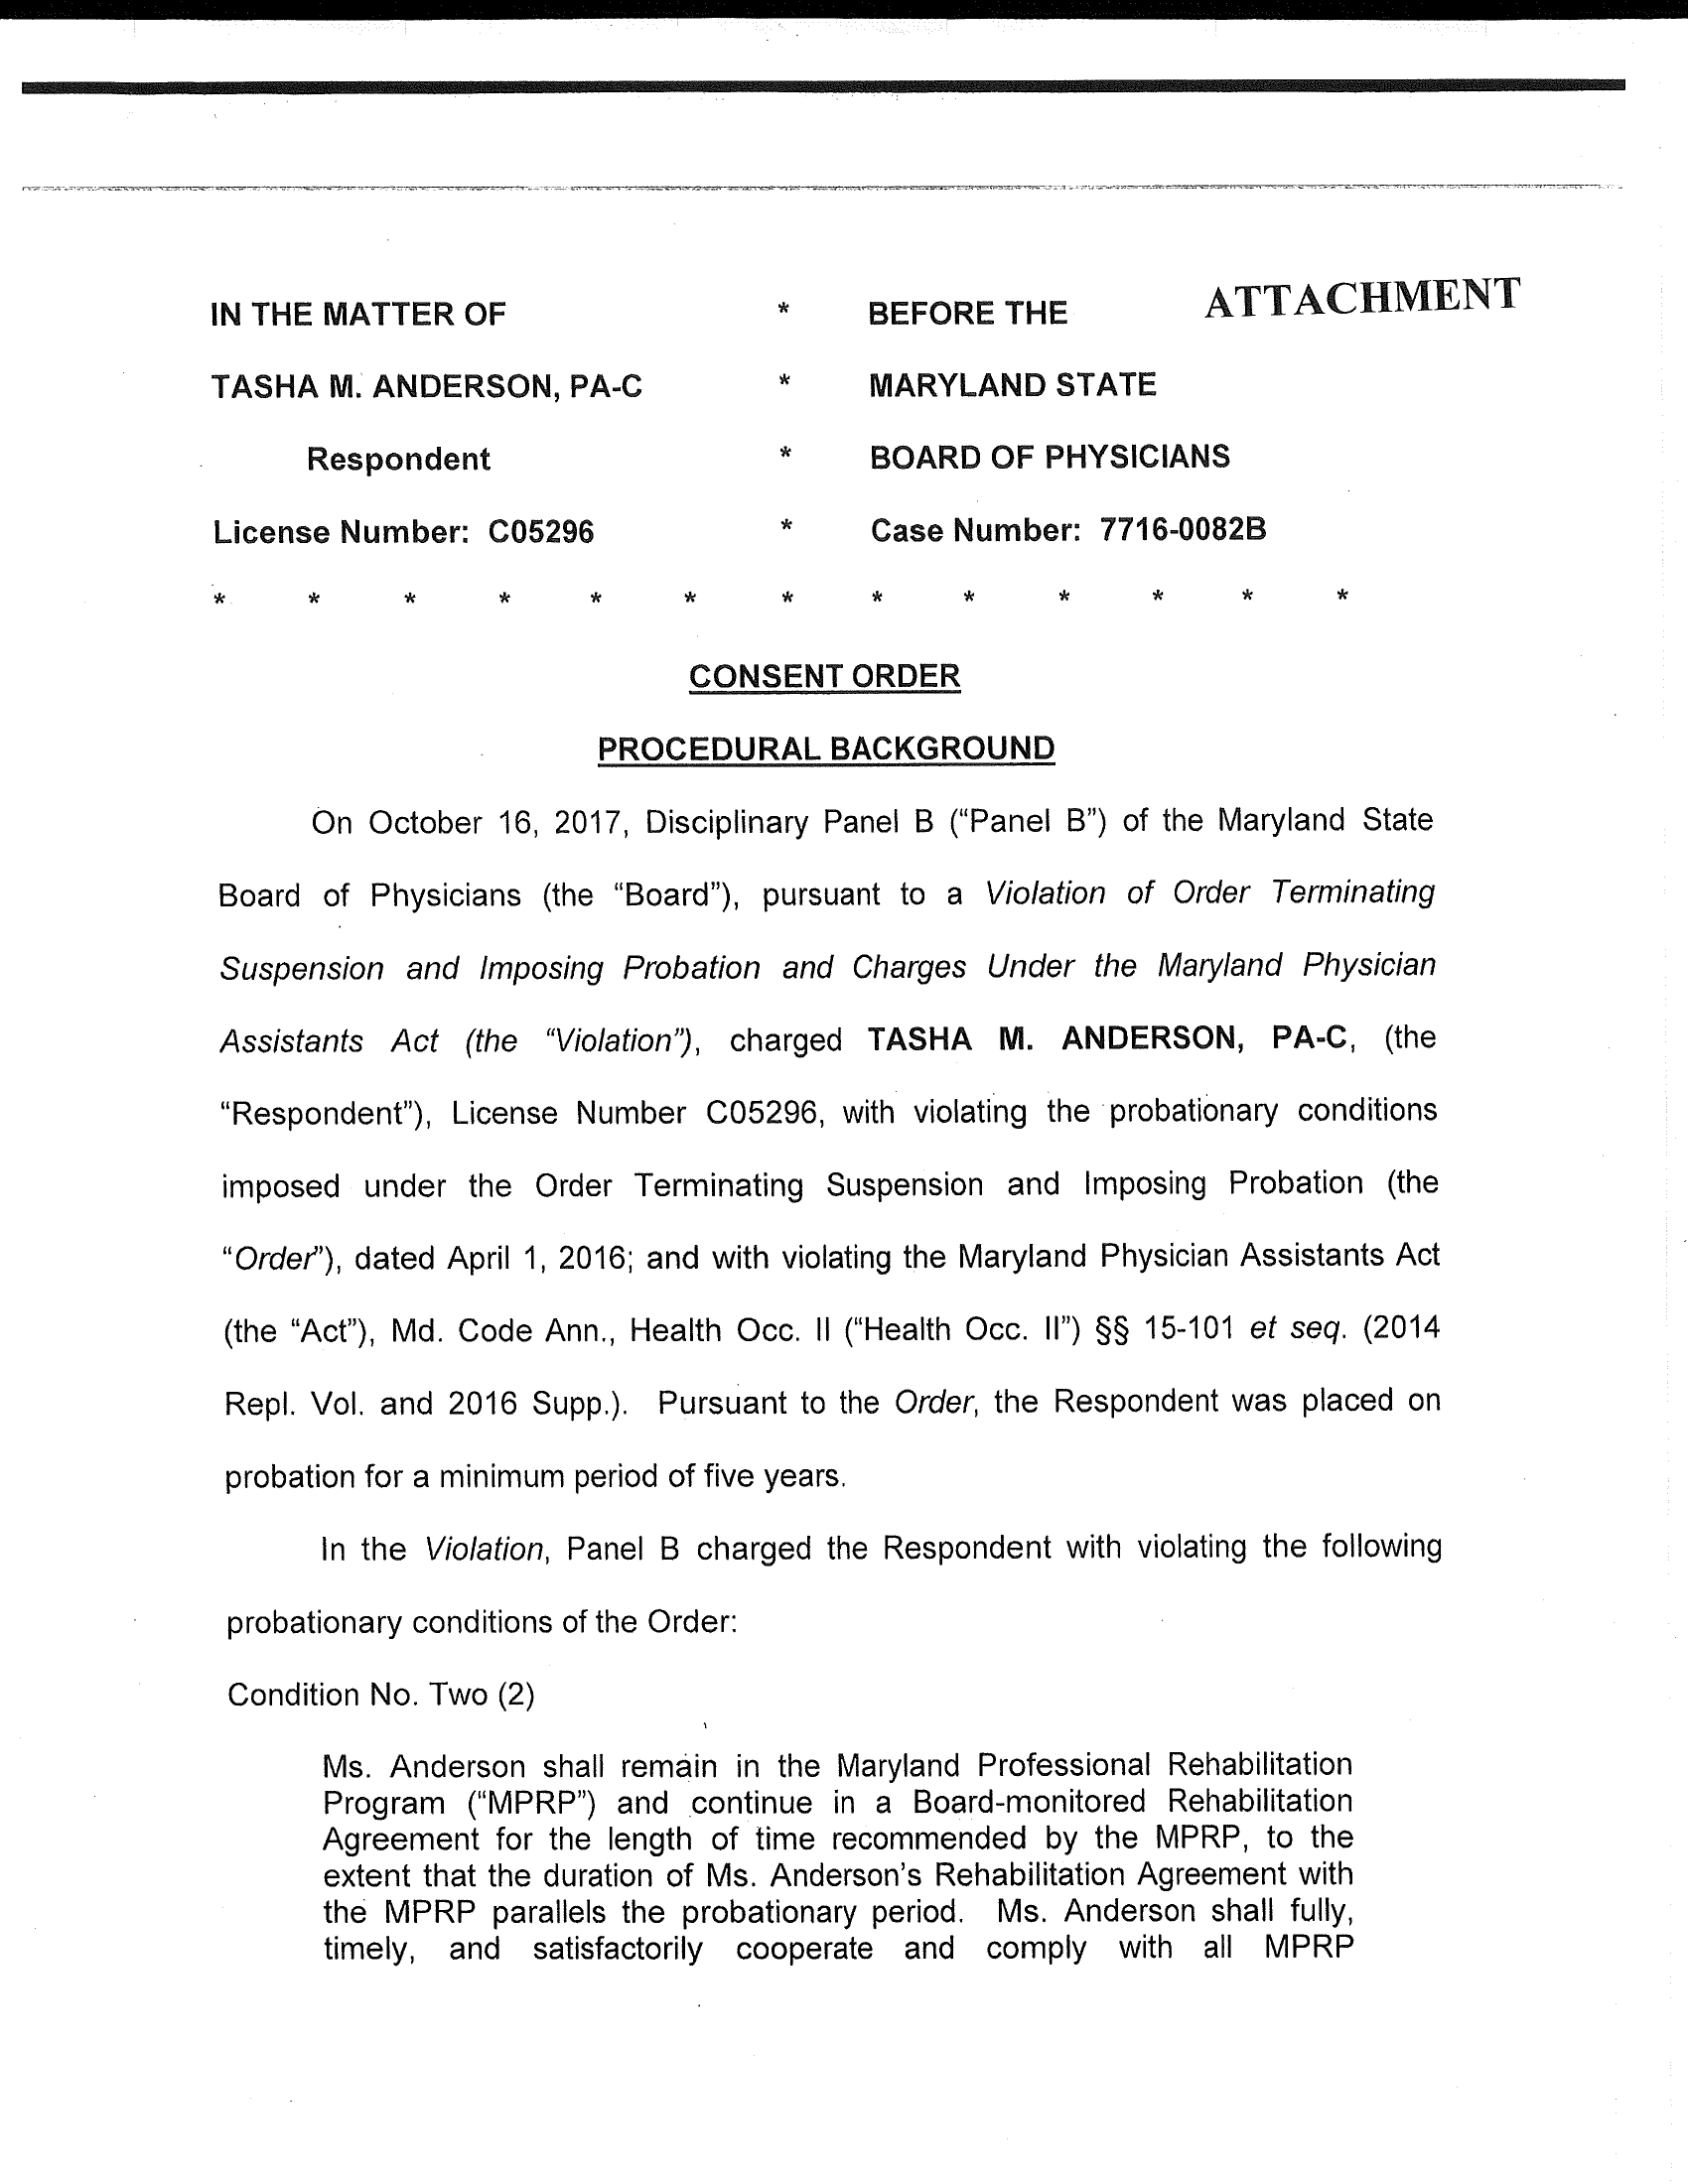 ATTACHMENT
IN THE MATTER OF * BEFORE THE
TASHA M. ANDERSON, PA-C * MARYLAND STATE
Respondent * BOARD OF PHYSICIANS
License Number: C05296 * Case Number: 7716-0082B
* * * * * * * * * * * * *
CONSENT ORDER
PROCEDURAL BACKGROUND
On October 16, 2017, Disciplinary Panel B (“Panel B”) of the Maryland State
Board of Physicians (the “Board”), pursuant to a Violation of Order Terminating
Suspension and Imposing Probation and Charges Under the Maryland Physician
Assistants Act (the “Violation”), charged TASHA M. ANDERSON, PA-C, (the
“Respondent”), License Number C05296, with violating the probationary conditions
imposed under the Order Terminating Suspension and Imposing Probation (the
“Order”), dated April 1, 2016; and with violating the Maryland Physician Assistants Act
(the “Act”), Md. Code Ann., Health Occ. II (“Health Occ. II”) §§ 15-101 et seq. (2014
Repl. Vol. and 2016 Supp.). Pursuant to the Order, the Respondent was placed on
probation for a minimum period of five years.
In the Violation, Panel B charged the Respondent with violating the following
probationary conditions of the Order:
Condition No. Two (2)
Ms. Anderson shall remain in the Maryland Professional Rehabilitation
Program (“MPRP”) and continue in a Board-monitored Rehabilitation
Agreement for the length of time recommended by the MPRP, to the
extent that the duration of Ms. Anderson’s Rehabilitation Agreement with
the MPRP parallels the probationary period. Ms. Anderson shall fully,
timely, and satisfactorily cooperate and comply with all MPRP